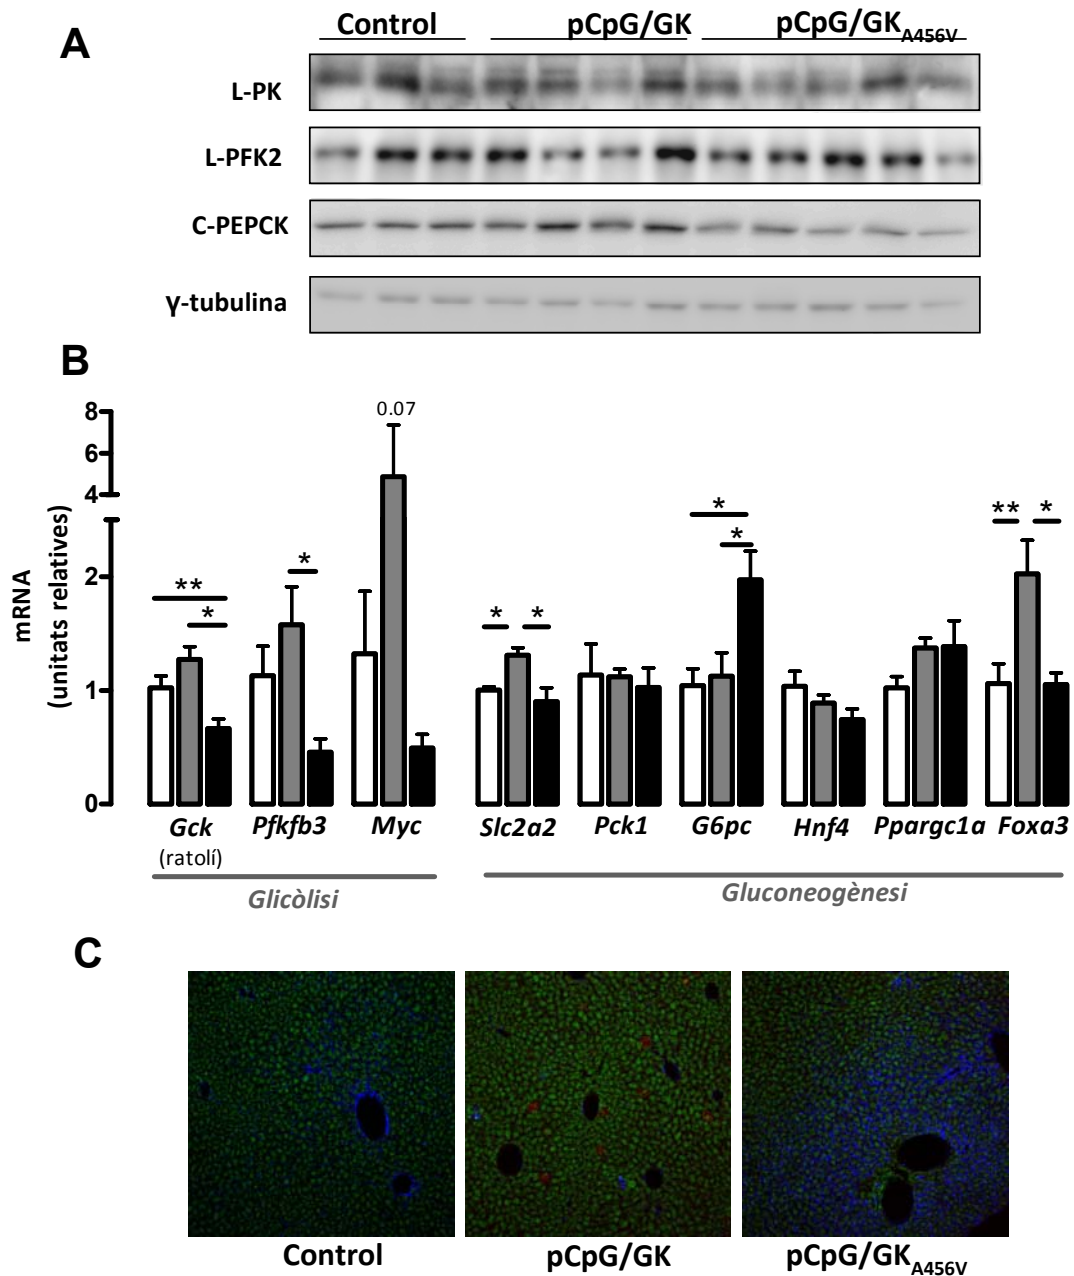 A
Control pCpG/GK pCpG/GKA456V
L-PK
L-PFK2
C-PEPCK
γ-tubulina
B
mRNA
(unitats relatives)
8
6
4
2
1
0
0.07
** * * * * * * ** *
Gck Pfkfb3 Myc Slc2a2 Pck1 G6pc Hnf4 Ppargc1a Foxa3
(ratolí)
Glicòlisi Gluconeogènesi
C
Control pCpG/GK pCpG/GKA456V